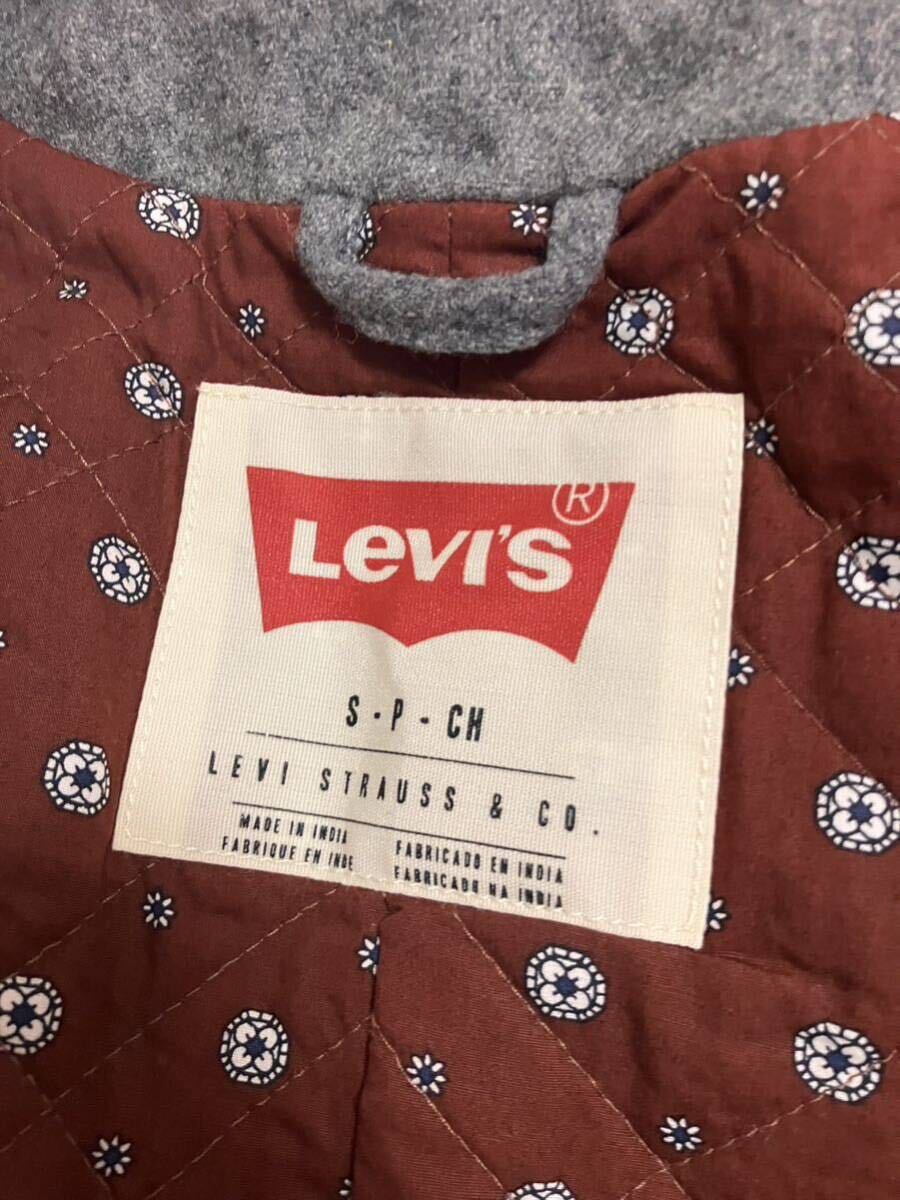 LEVI'S ®
S - P - CH
LEVI STRAUSS & CO.
MADE IN INDIA
FABRIQUE EN INDE
FABRICADO EN INDIA
FABRICADO NA INDIA